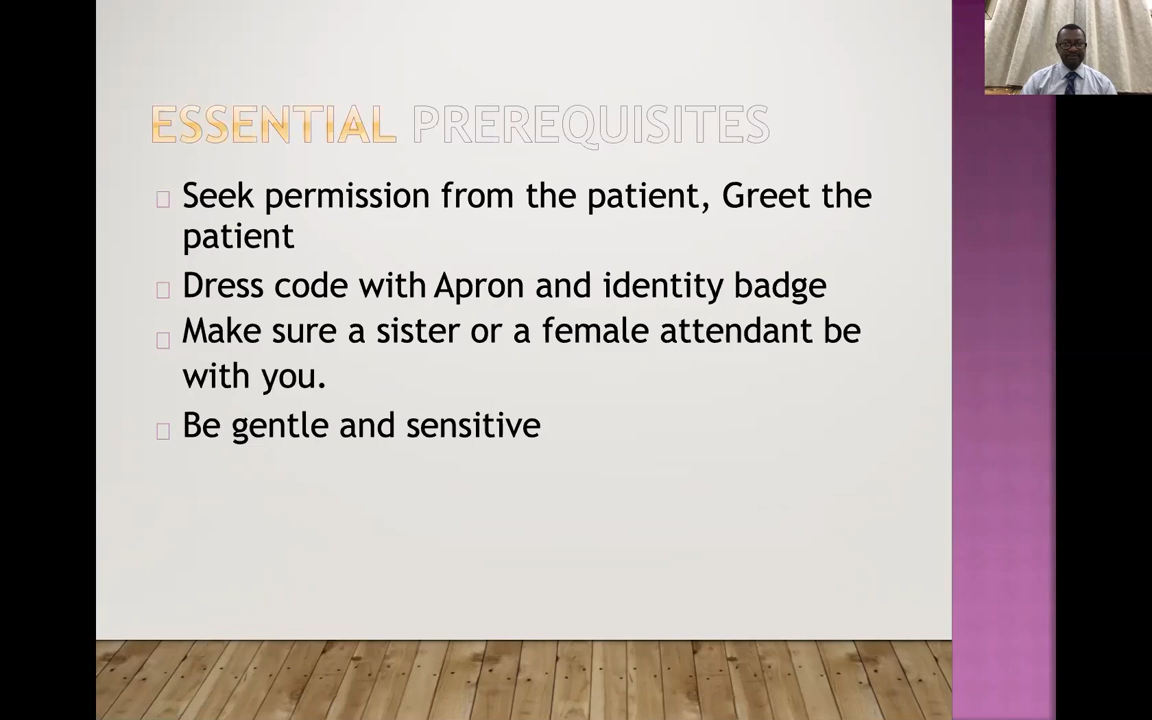 ESSENTIAL PREREQUISITES
Seek permission from the patient, Greet the
patient
Dress code with Apron and identity badge
Make sure a sister or a female attendant be
with you.
Be gentle and sensitive